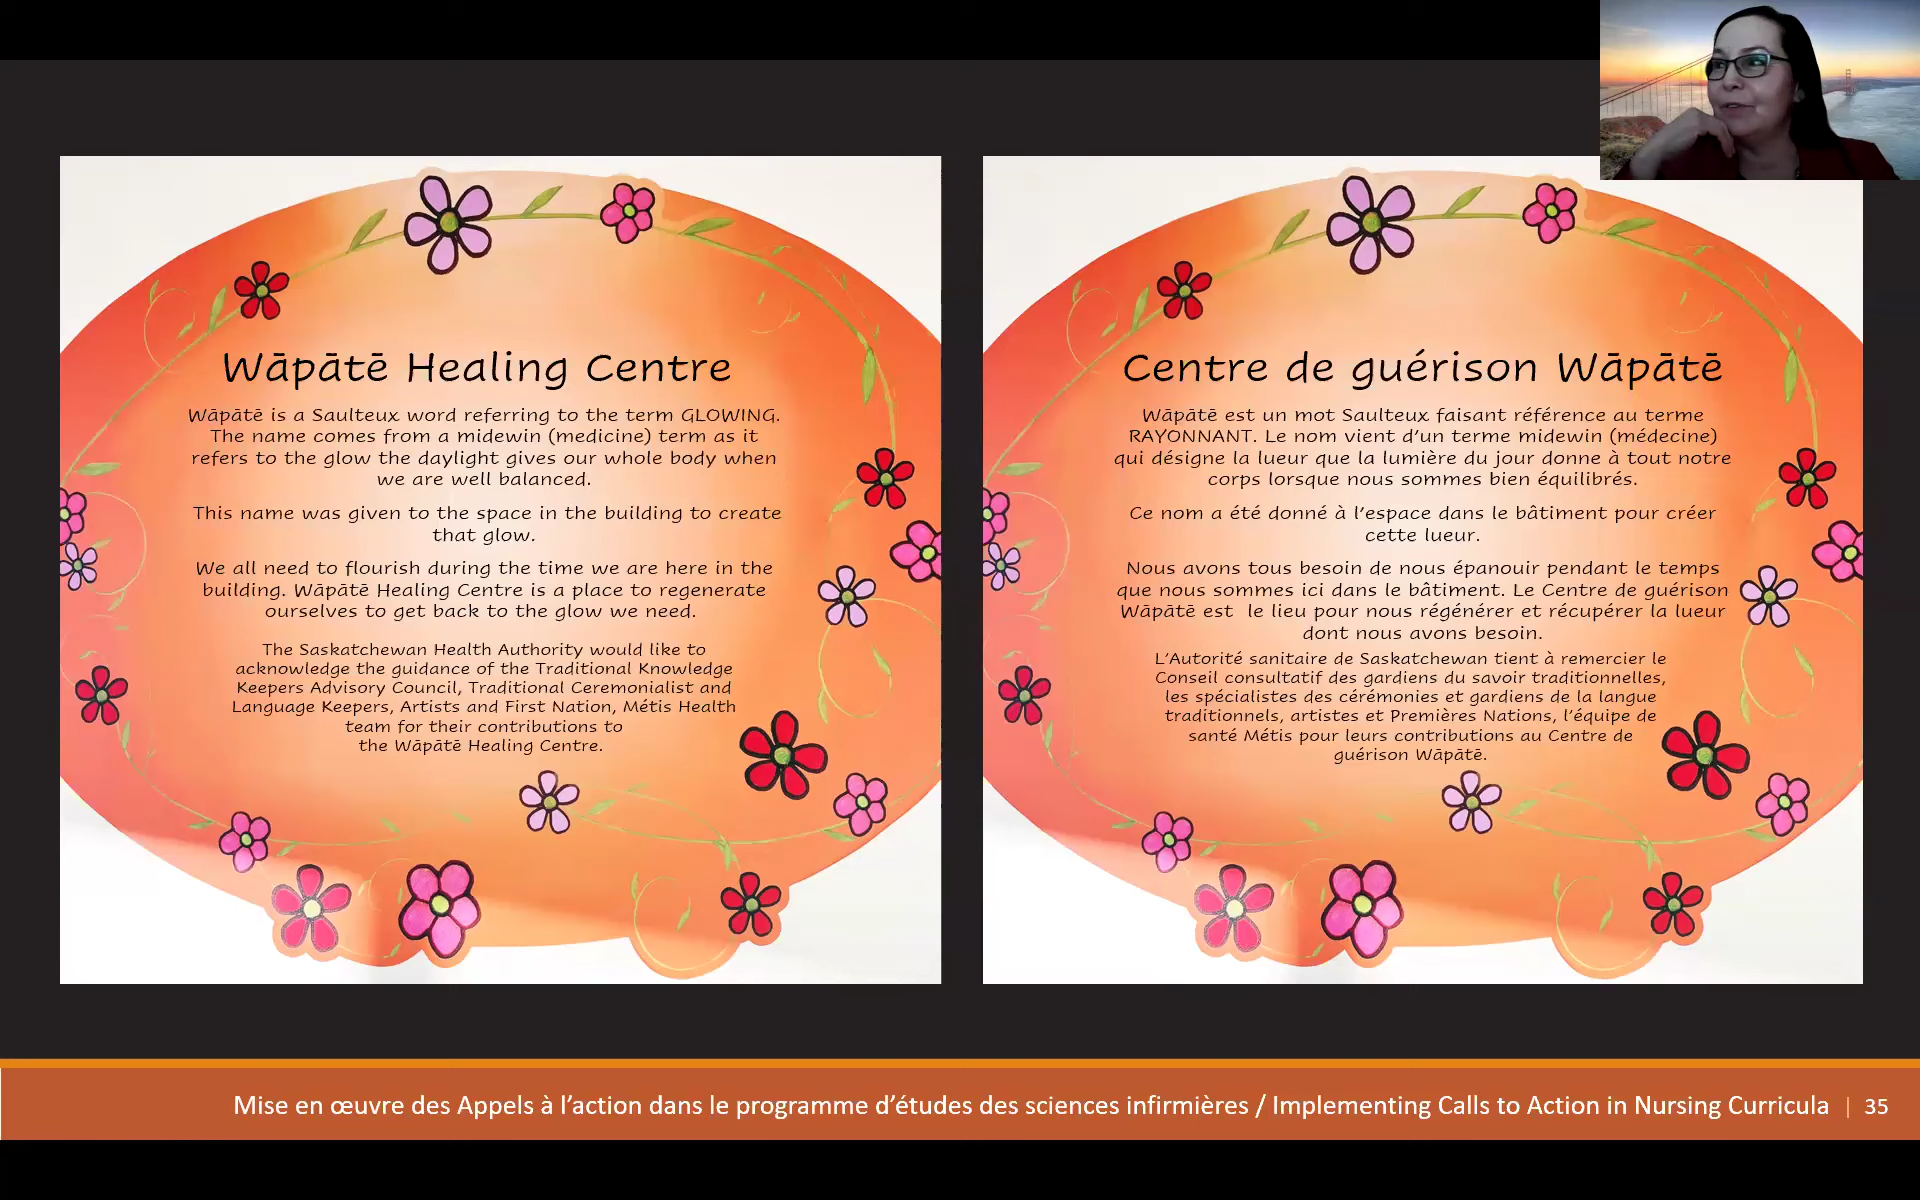 Wāpātē Healing Centre
Wāpātē is a Saulteux word referring to the term GLOWING.
The name comes from a midewin (medicine) term as it
refers to the glow the daylight gives our whole body when
we are well balanced.
This name was given to the space in the building to create
that glow.
We all need to flourish during the time we are here in the
building. Wāpātē Healing Centre is a place to regenerate
ourselves to get back to the glow we need.
The Saskatchewan Health Authority would like to
acknowledge the guidance of the Traditional Knowledge
Keepers Advisory Council, Traditional Ceremonialist and
Language Keepers, Artists and First Nation, Métis Health
team for their contributions to
the Wāpātē Healing Centre.
Centre de guérison Wāpātē
Wāpātē est un mot Saulteux faisant référence au terme
RAYONNANT. Le nom vient d'un terme midewin (médecine)
qui désigne la lueur que la lumière du jour donne à tout notre
corps lorsque nous sommes bien équilibrés.
Ce nom a été donné à l'espace dans le bâtiment pour créer
cette lueur.
Nous avons tous besoin de nous épanouir pendant le temps
que nous sommes ici dans le bâtiment. Le Centre de guérison
Wāpātē est le lieu pour nous régénérer et récupérer la lueur
dont nous avons besoin.
L'Autorité sanitaire de Saskatchewan tient à remercier le
Conseil consultatif des gardiens du savoir traditionnelles,
les spécialistes des cérémonies et gardiens de la langue
traditionnels, artistes et Premières Nations, l'équipe de
santé Métis pour leurs contributions au Centre de
guérison Wāpātē.
Mise en œuvre des Appels à l'action dans le programme d'études des sciences infirmières / Implementing Calls to Action in Nursing Curricula | 35